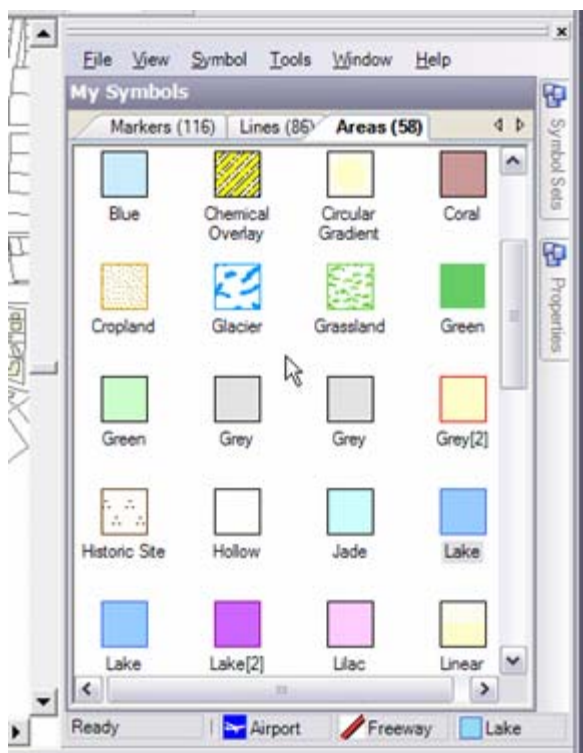 File View Symbol Tools Window Help
My Symbols
Markers (116) Lines (86) Areas (58)
Blue Chemical Overlay Circular Gradient Coral
Cropland Glacier Grassland Green
Green Grey Grey Grey[2]
Historic Site Hollow Jade Lake
Lake Lake[2] Lilac Linear
Ready Airport Freeway Lake
Symbol Sets
Properties